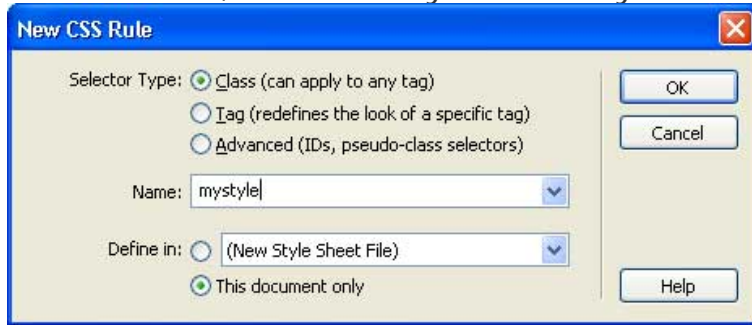 New CSS Rule
Selector Type: Class (can apply to any tag)
OK
Tag (redefines the look of a specific tag)
Advanced (IDs, pseudo-class selectors)
Cancel
Name: mystyle
Define in: (New Style Sheet File)
This document only
Help